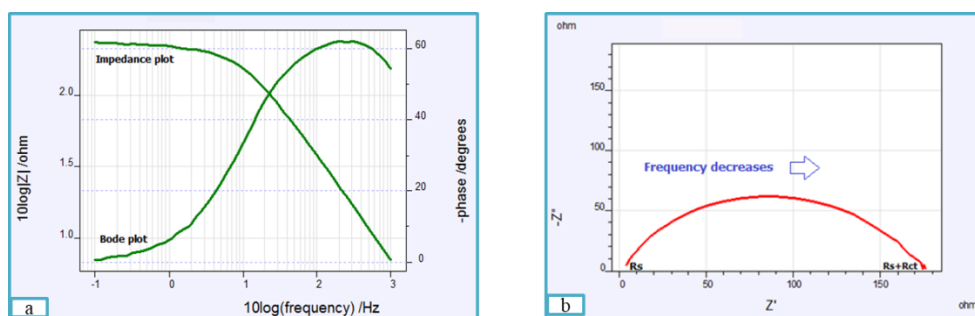 Impedance plot
Bode plot
10log|Z| /ohm
2.0
1.5
1.0
60
40
20
0
-phase /degrees
-1
0
1
2
3
10log(frequency) /Hz
a
ohm
150
100
50
0
-Z"
Frequency decreases
Rs
Rs+Rct
0
50
100
150
ohm
Z'
b